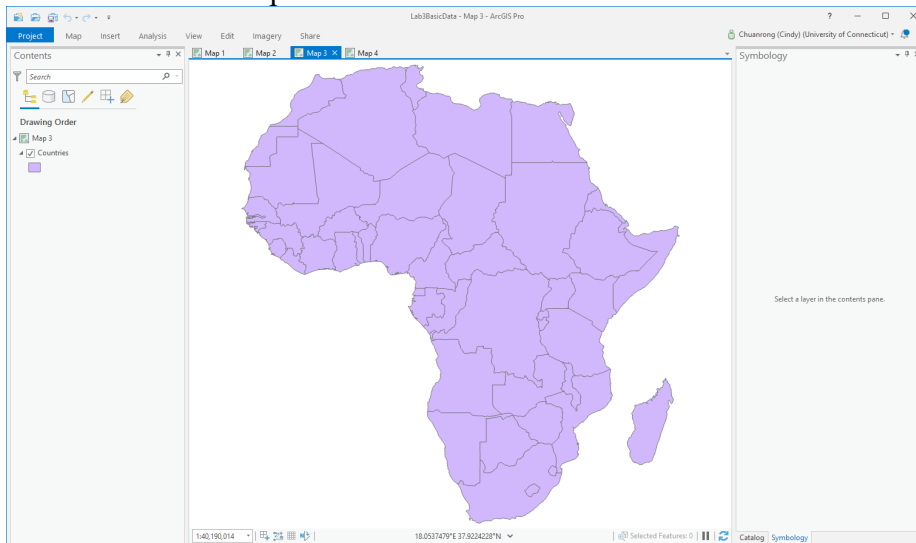 Lab3BasicData - Map 3 - ArcGIS Pro
?
Project Map Insert Analysis View Edit Imagery Share
Chuanrong (Cindy) (University of Connecticut)
Contents
Map 1 Map 2 Map 3 Map 4
Symbology
Search
Drawing Order
Map 3
Countries
Select a layer in the contents pane.
1:40,190,014
18.0537479°E 37.9224228°N
Selected Features: 0
Catalog Symbology